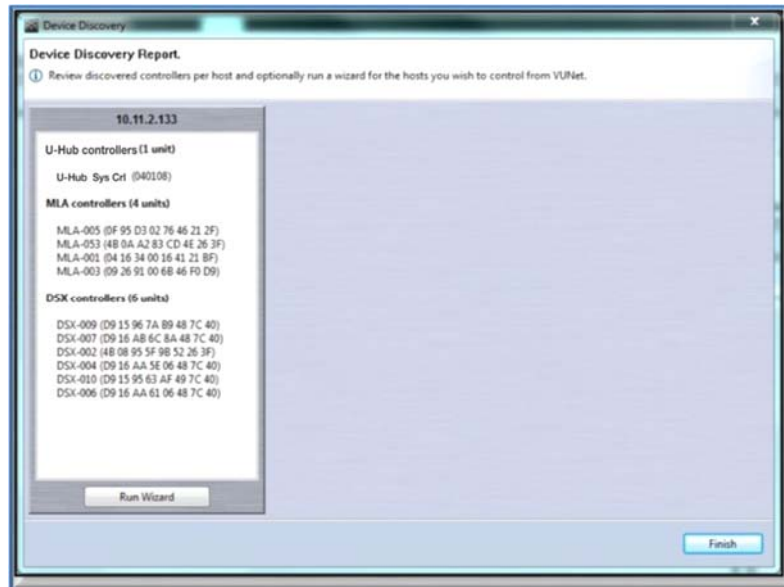 Device Discovery
x
Device Discovery Report.
Review discovered controllers per host and optionally run a wizard for the hosts you wish to control from VUNet.
10.11.2.133
U-Hub controllers (1 unit)
U-Hub Sys Crl (040108)
MLA controllers (4 units)
MLA-005 (0F 95 D3 02 76 46 21 2F)
MLA-053 (4B 0A A2 83 CD 4E 26 3F)
MLA-001 (04 16 34 00 16 41 21 BF)
MLA-003 (09 26 91 00 6B 46 F0 D9)
DSX controllers (6 units)
DSX-009 (D9 15 96 7A B9 48 7C 40)
DSX-007 (D9 16 AB 6C 8A 48 7C 40)
DSX-002 (4B 08 95 5F 9B 52 26 3F)
DSX-004 (D9 16 AA 5E 06 48 7C 40)
DSX-010 (D9 15 95 63 AF 49 7C 40)
DSX-006 (D9 16 AA 61 06 48 7C 40)
Run Wizard
Finish